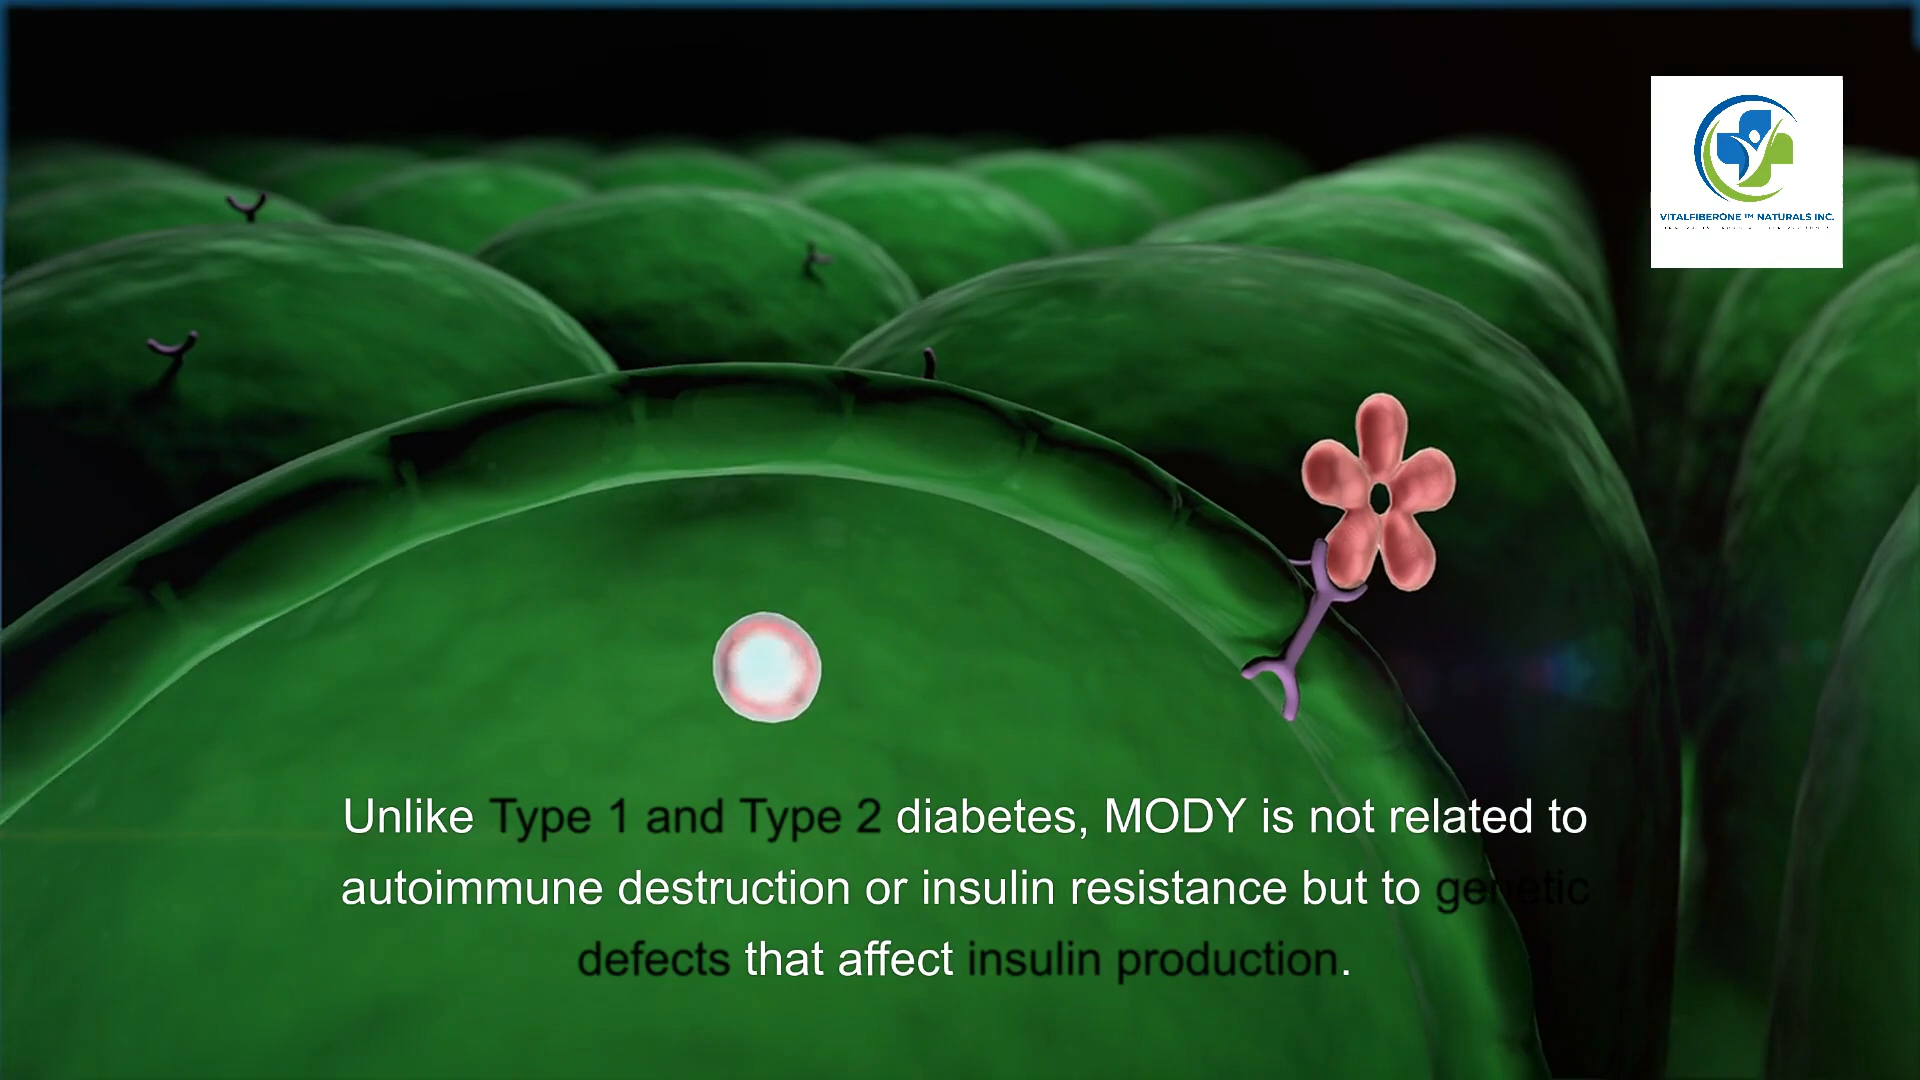 VITALFIBERONE ™ NATURALS INC.
Unlike Type 1 and Type 2 diabetes, MODY is not related to
autoimmune destruction or insulin resistance but to genetic
defects that affect insulin production.